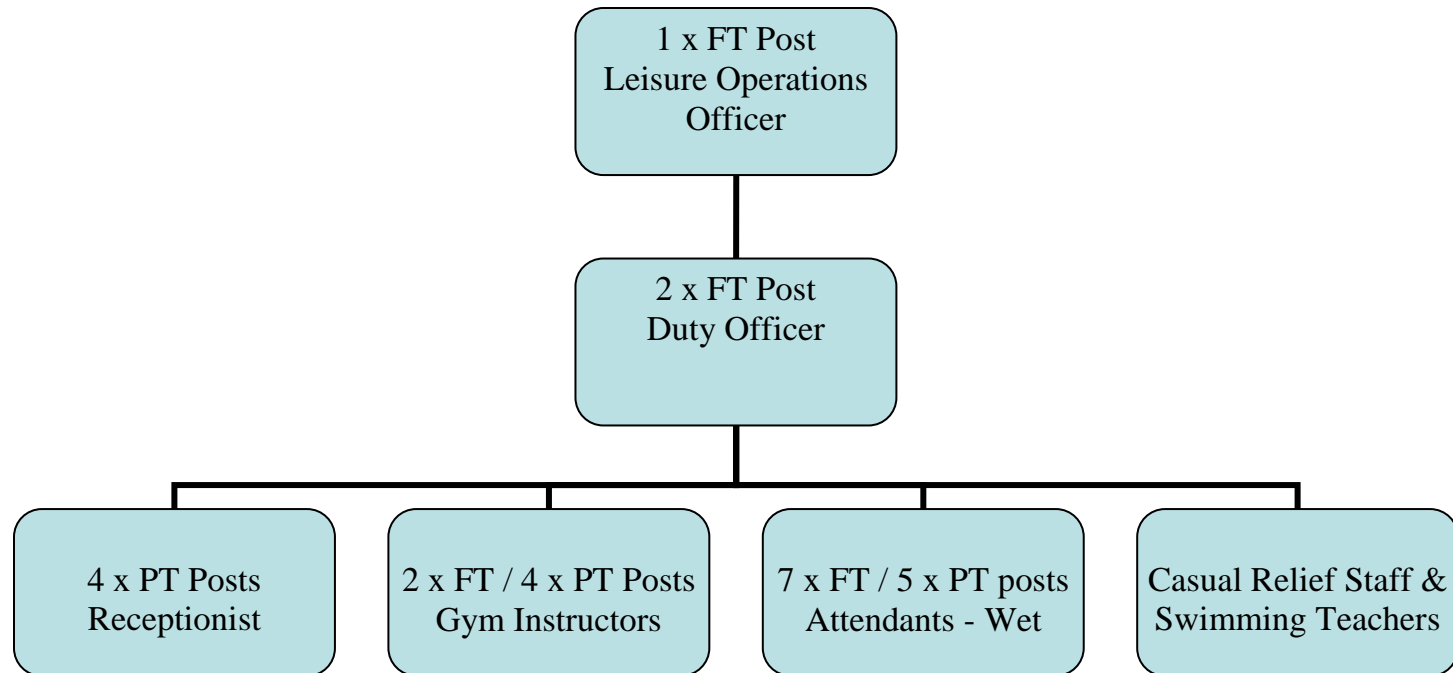 1 x FT Post
Leisure Operations
Officer
2 x FT Post
Duty Officer
4 x PT Posts
Receptionist
2 x FT / 4 x PT Posts
Gym Instructors
7 x FT / 5 x PT posts
Attendants - Wet
Casual Relief Staff &
Swimming Teachers